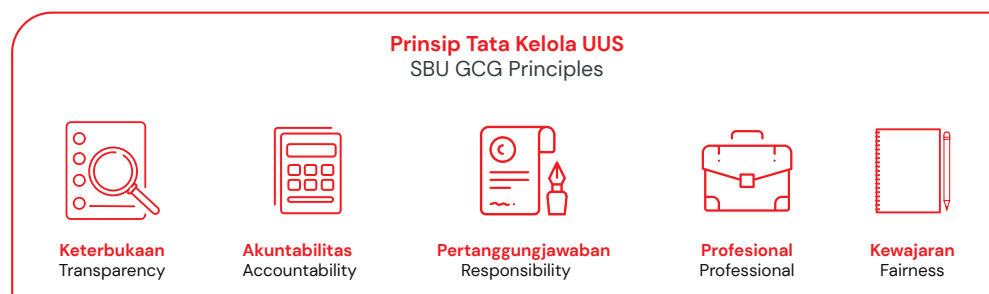 Prinsip Tata Kelola UUS
SBU GCG Principles
Keterbukaan
Transparency
Akuntabilitas
Accountability
Pertanggungjawaban
Responsibility
Profesional
Professional
Kewajaran
Fairness